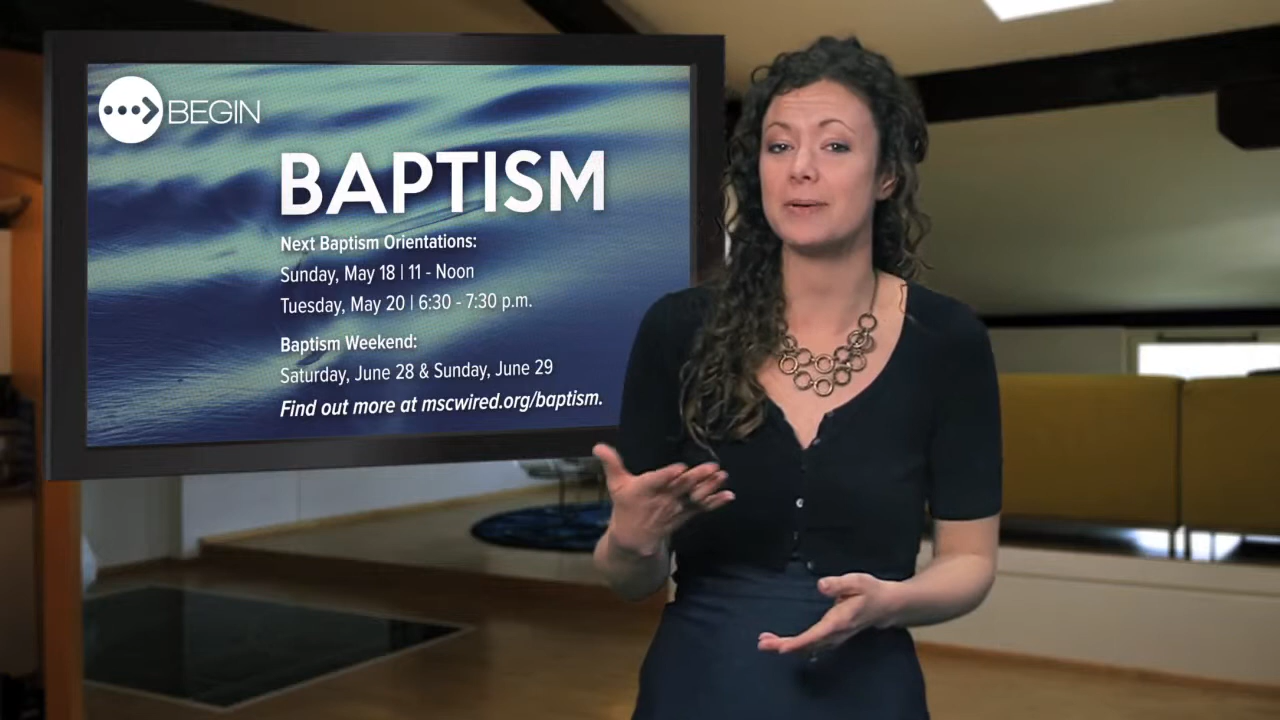 BEGIN
BAPTISM
Next Baptism Orientations:
Sunday, May 18 | 11 - Noon
Tuesday, May 20 | 6:30 - 7:30 p.m.
Baptism Weekend:
Saturday, June 28 & Sunday, June 29
Find out more at mscwired.org/baptism.